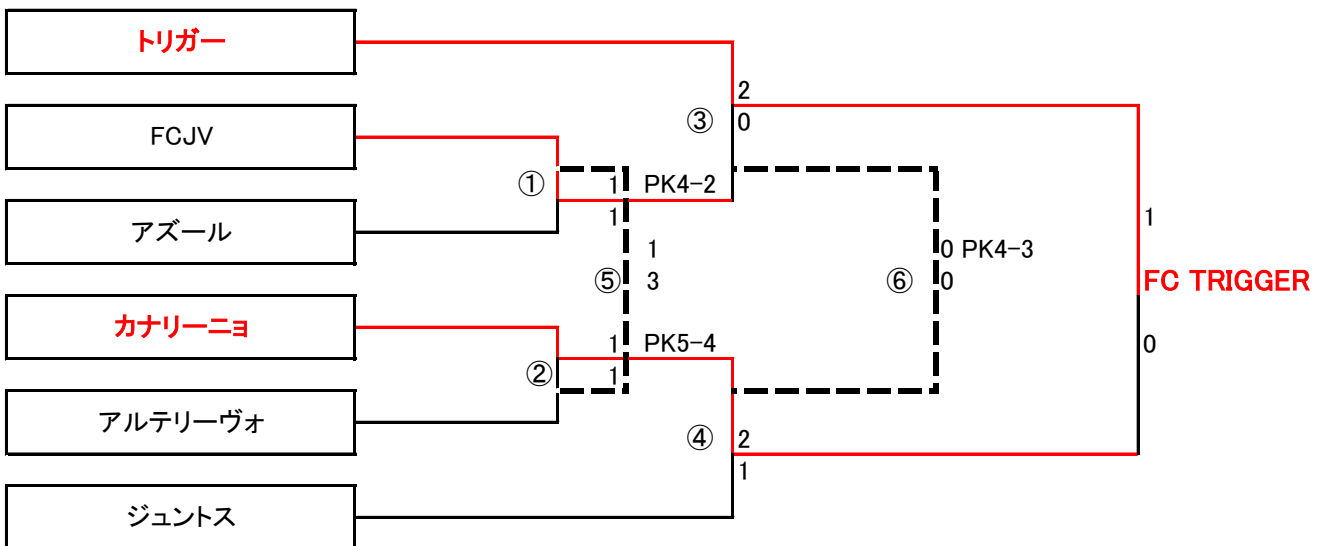 トリガー
2
③
0
FCJV
①
1 PK4-2
1
アズール
1
1
⑤
3
⑥
0 PK4-3
0
FC TRIGGER
カナリーニョ
1 PK5-4
②
1
0
アルテリーヴォ
④
2
1
ジュントス